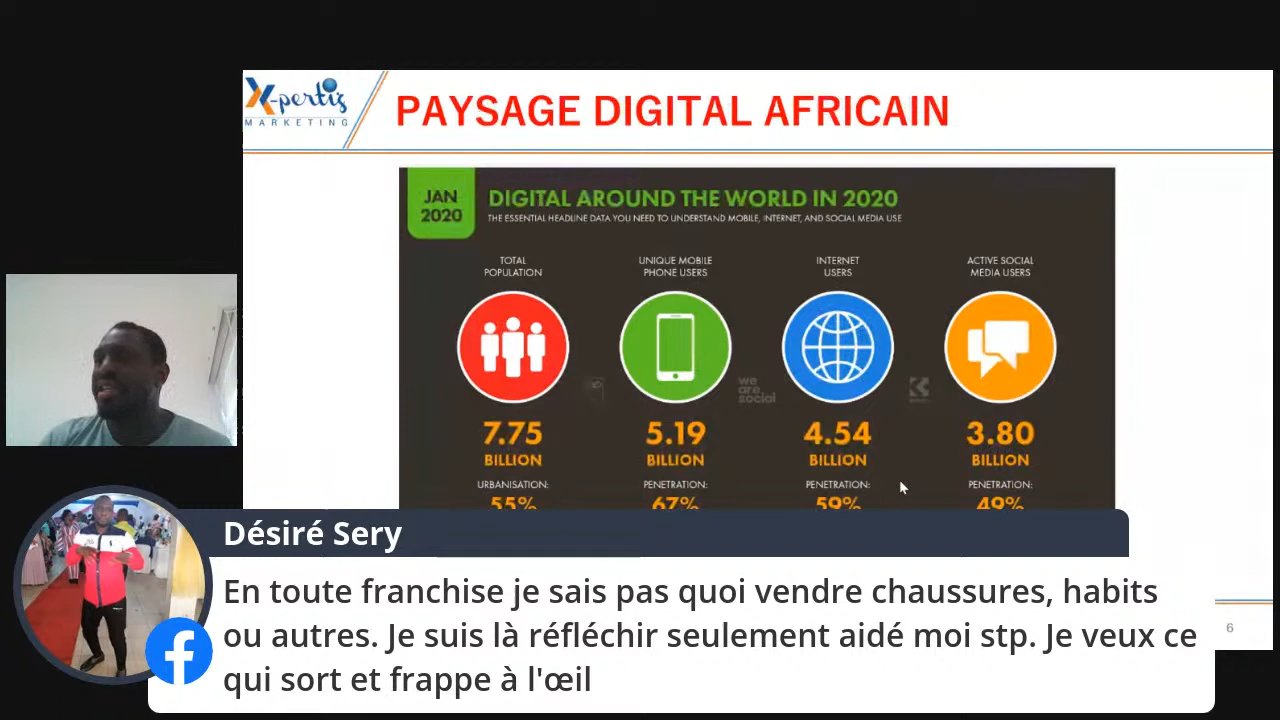 X-pertiz
MARKETING
PAYSAGE DIGITAL AFRICAIN
JAN
2020
DIGITAL AROUND THE WORLD IN 2020
THE ESSENTIAL HEADLINE DATA YOU NEED TO UNDERSTAND MOBILE, INTERNET, AND SOCIAL MEDIA USE
TOTAL
POPULATION
UNIQUE MOBILE
PHONE USERS
INTERNET
USERS
ACTIVE SOCIAL
MEDIA USERS
we
are
social
7.75
BILLION
5.19
BILLION
4.54
BILLION
3.80
BILLION
URBANISATION:
55%
PENETRATION:
67%
PENETRATION:
59%
PENETRATION:
49%
Désiré Sery
En toute franchise je sais pas quoi vendre chaussures, habits
ou autres. Je suis là réfléchir seulement aidé moi stp. Je veux ce
qui sort et frappe à l'œil
6